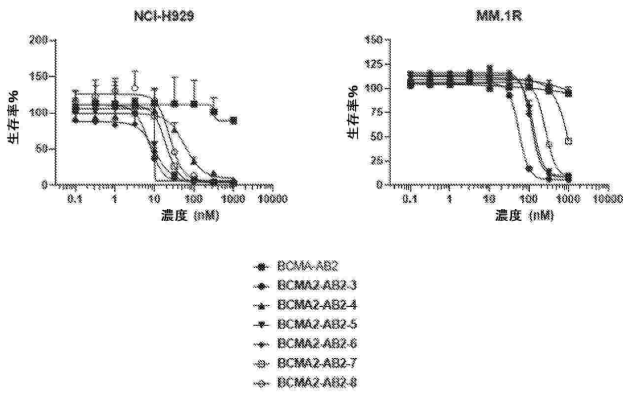 NCI-H929
MM.1R
200
150
100
50
0
生存率%
0.1
1
10
100
1000
10000
濃度 (nM)
150
125
100
75
50
25
0
生存率%
0.1
1
10
100
1000
10000
濃度 (nM)
BCMA-AB2
BCMA2-AB2-3
BCMA2-AB2-4
BCMA2-AB2-5
BCMA2-AB2-6
BCMA2-AB2-7
BCMA2-AB2-8